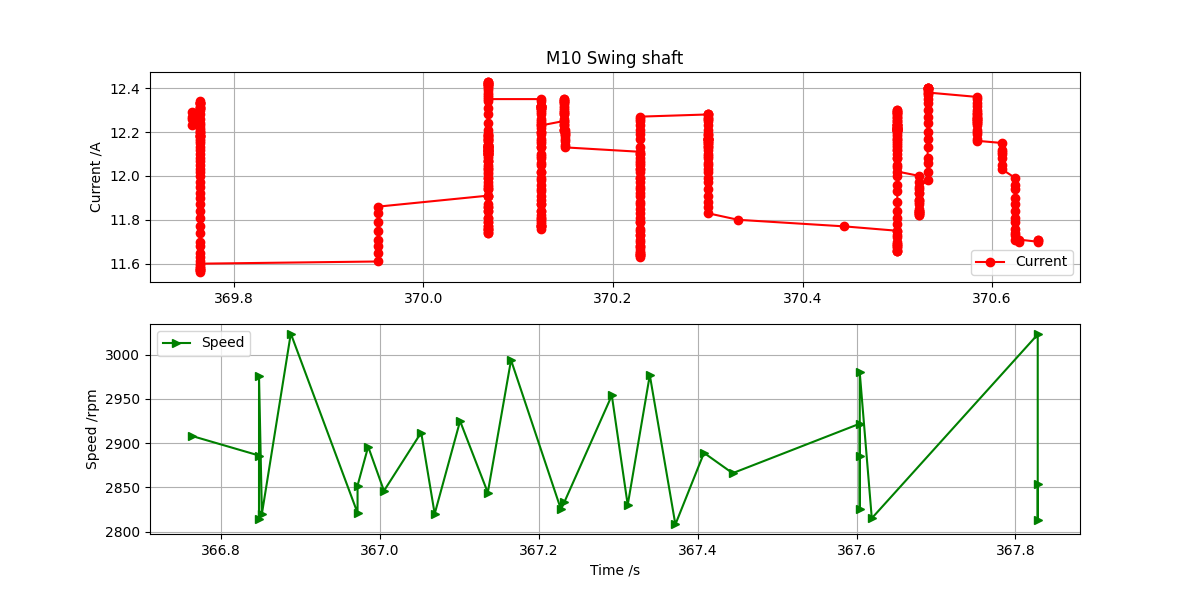 M10 Swing shaft
Current /A
12.4
12.2
12.0
11.8
11.6
Current
369.8 370.0 370.2 370.4 370.6
Speed /rpm
3000
2950
2900
2850
2800
Speed
366.8 367.0 367.2 367.4 367.6 367.8
Time /s